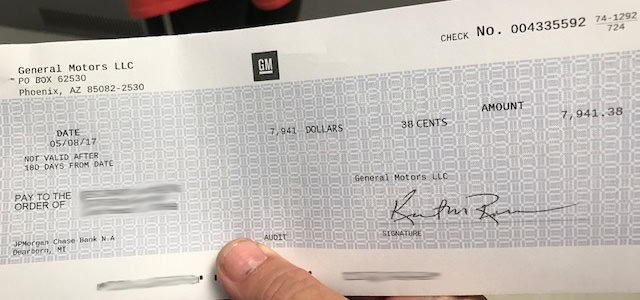 General Motors LLC
PO BOX 62530
Phoenix, AZ 85082-2530
GM
CHECK No. 004335592 74-1292
724
DATE
05/08/17
7,941 DOLLARS 38 CENTS
AMOUNT
7,941.38
NOT VALID AFTER
180 DAYS FROM DATE
PAY TO THE
ORDER OF
General Motors LLC
JPMorgan Chase Bank N.A
Dearborn, MI
AUDIT
SIGNATURE